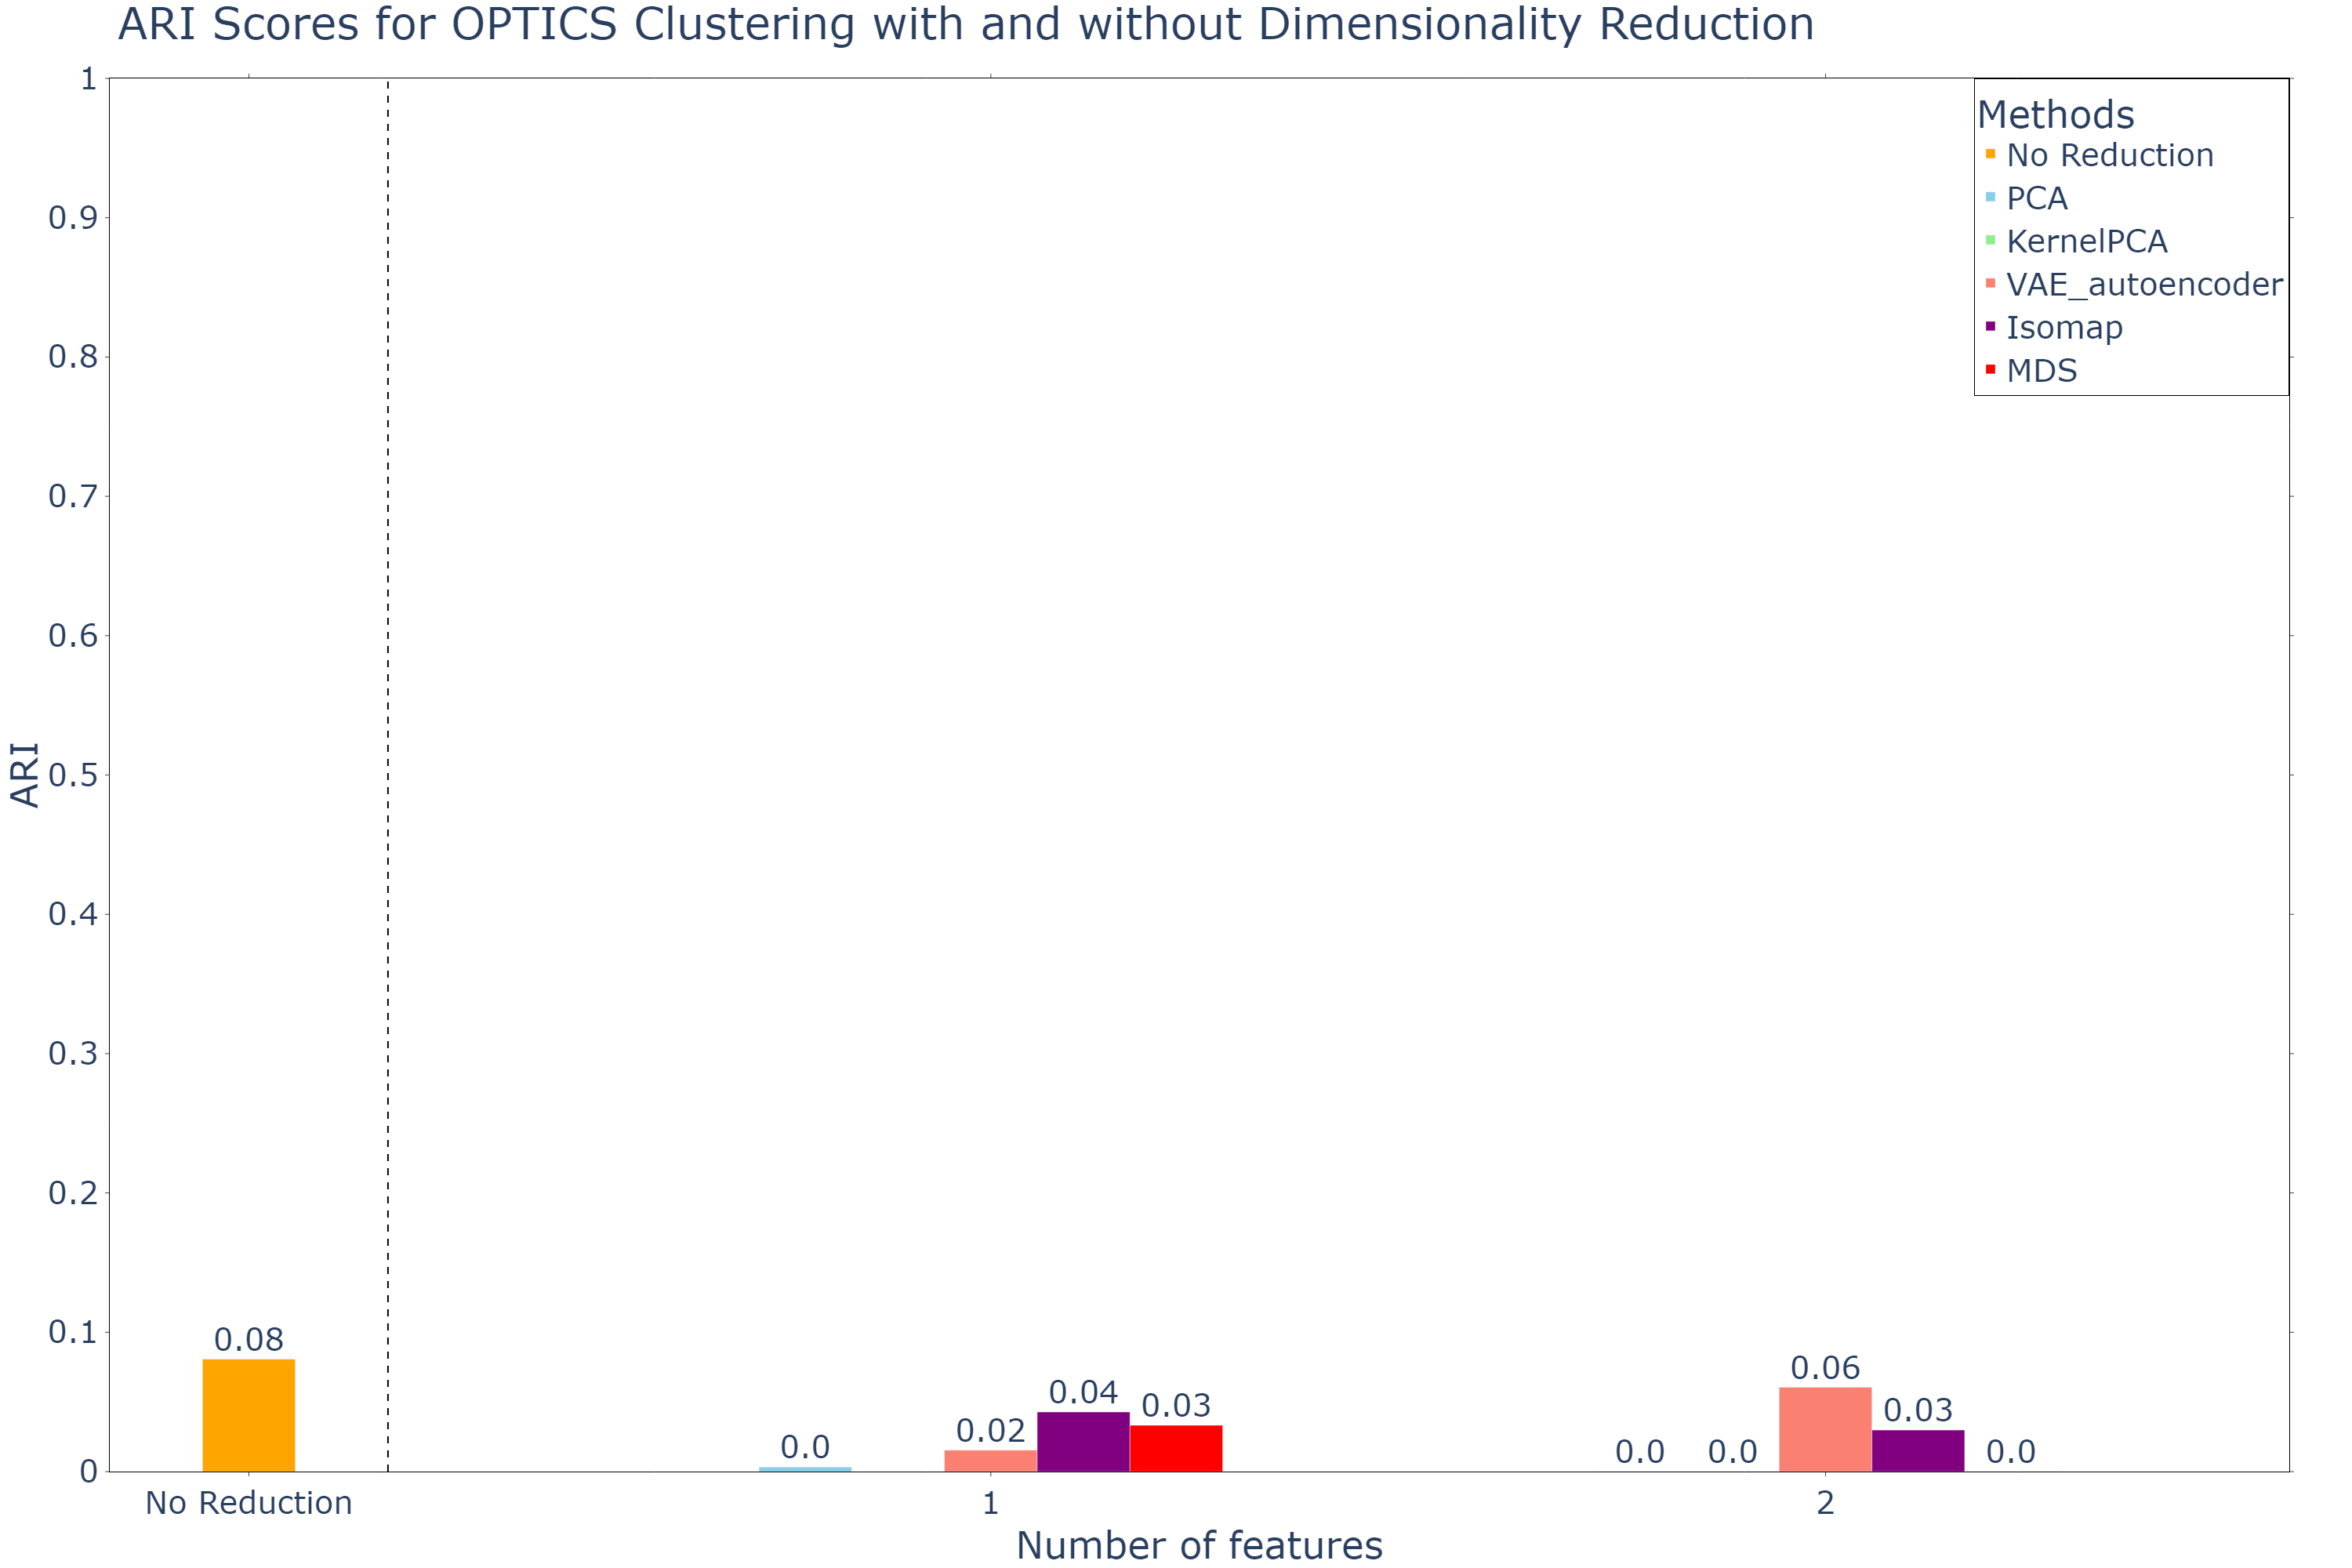 ARI Scores for OPTICS Clustering with and without Dimensionality Reduction
Methods
No Reduction
PCA
KernelPCA
VAE_autoencoder
Isomap
MDS
ARI
1
0.9
0.8
0.7
0.6
0.5
0.4
0.3
0.2
0.1
0
0.08
0.0
0.02
0.04
0.03
0.0
0.0
0.06
0.03
0.0
No Reduction
1
2
Number of features